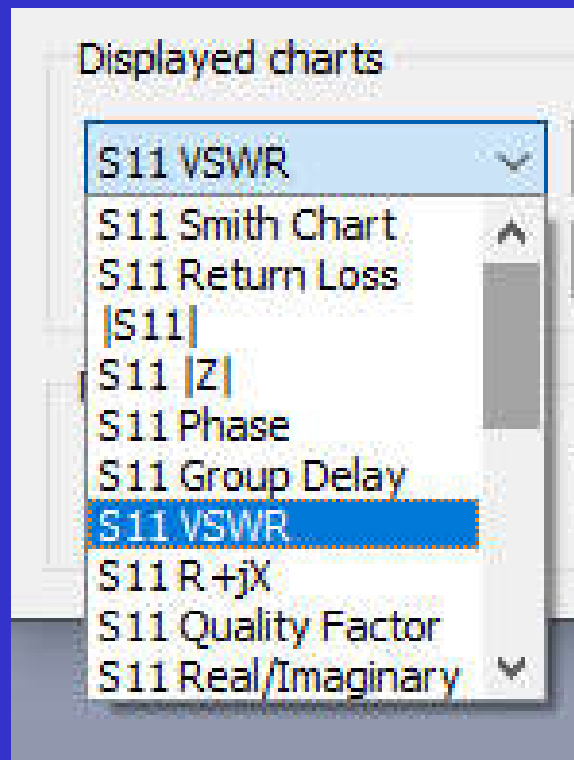 Displayed charts
S11 VSWR
S11 Smith Chart
S11 Return Loss
|S11|
S11 |Z|
S11 Phase
S11 Group Delay
S11 VSWR
S11 R+jX
S11 Quality Factor
S11 Real/Imaginary